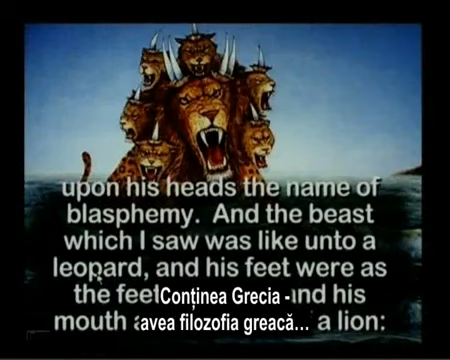 upon his heads the name of
blasphemy. And the beast
which I saw was like unto a
leopard, and his feet were as
the feet and his
mouth a lion:
Conținea Grecia -
avea filozofia greacă...